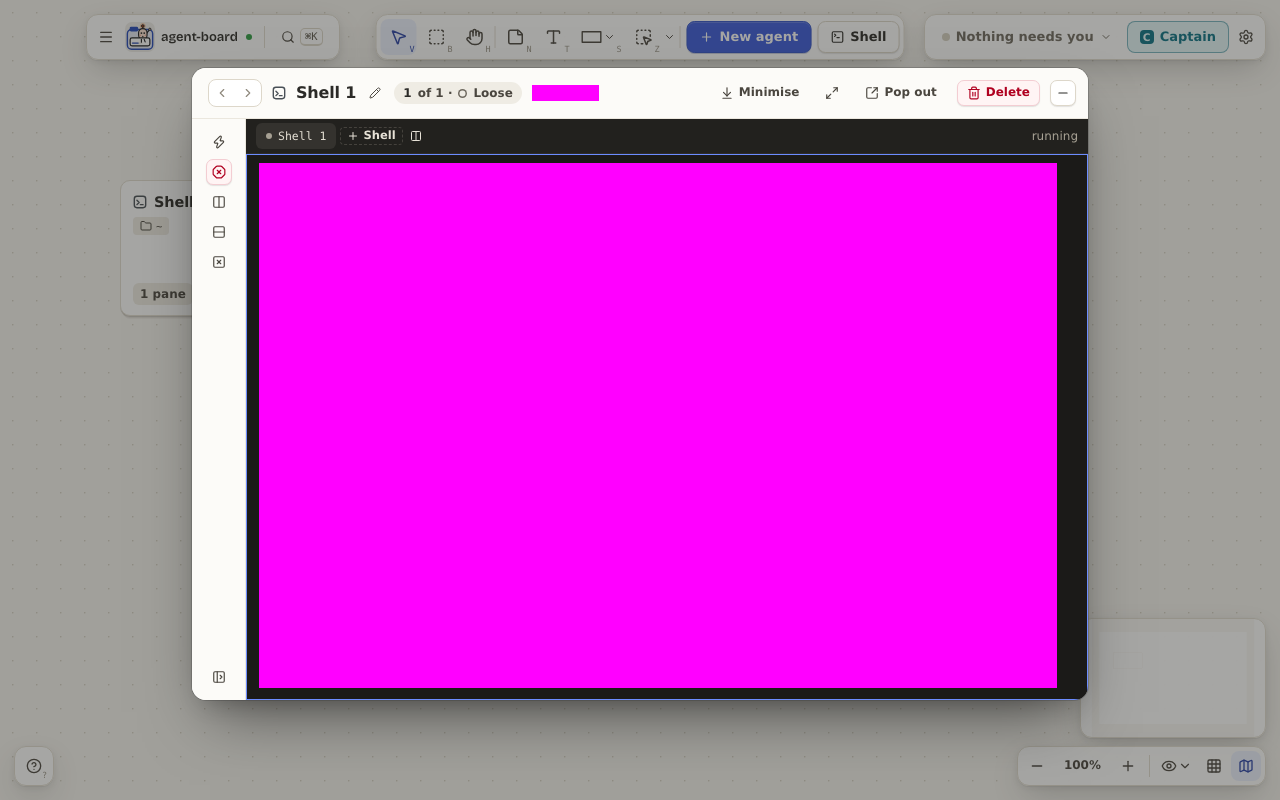 agent-board
⌘K
V
B
H
N
T
S
Z
New agent
Shell
Nothing needs you
C
Captain
Shell 1
1 of 1 · Loose
Minimise
Pop out
Delete
Shell 1
+ Shell
running
Shell
~
1 pane
100%
?